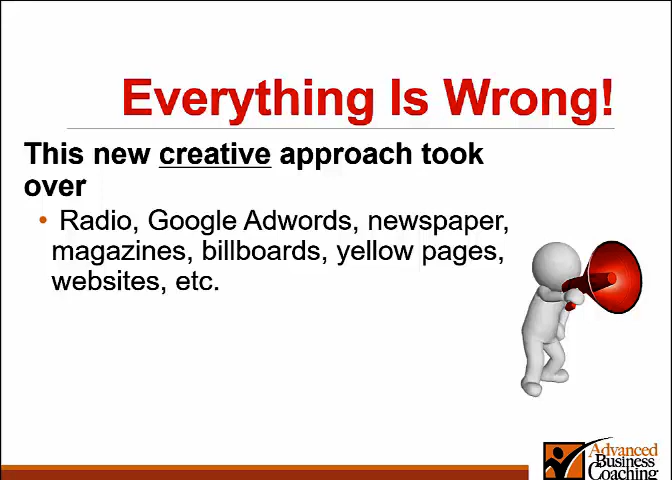 Everything Is Wrong!
This new creative approach took
over
• Radio, Google Adwords, newspaper,
magazines, billboards, yellow pages,
websites, etc.
Advanced
Business
Coaching